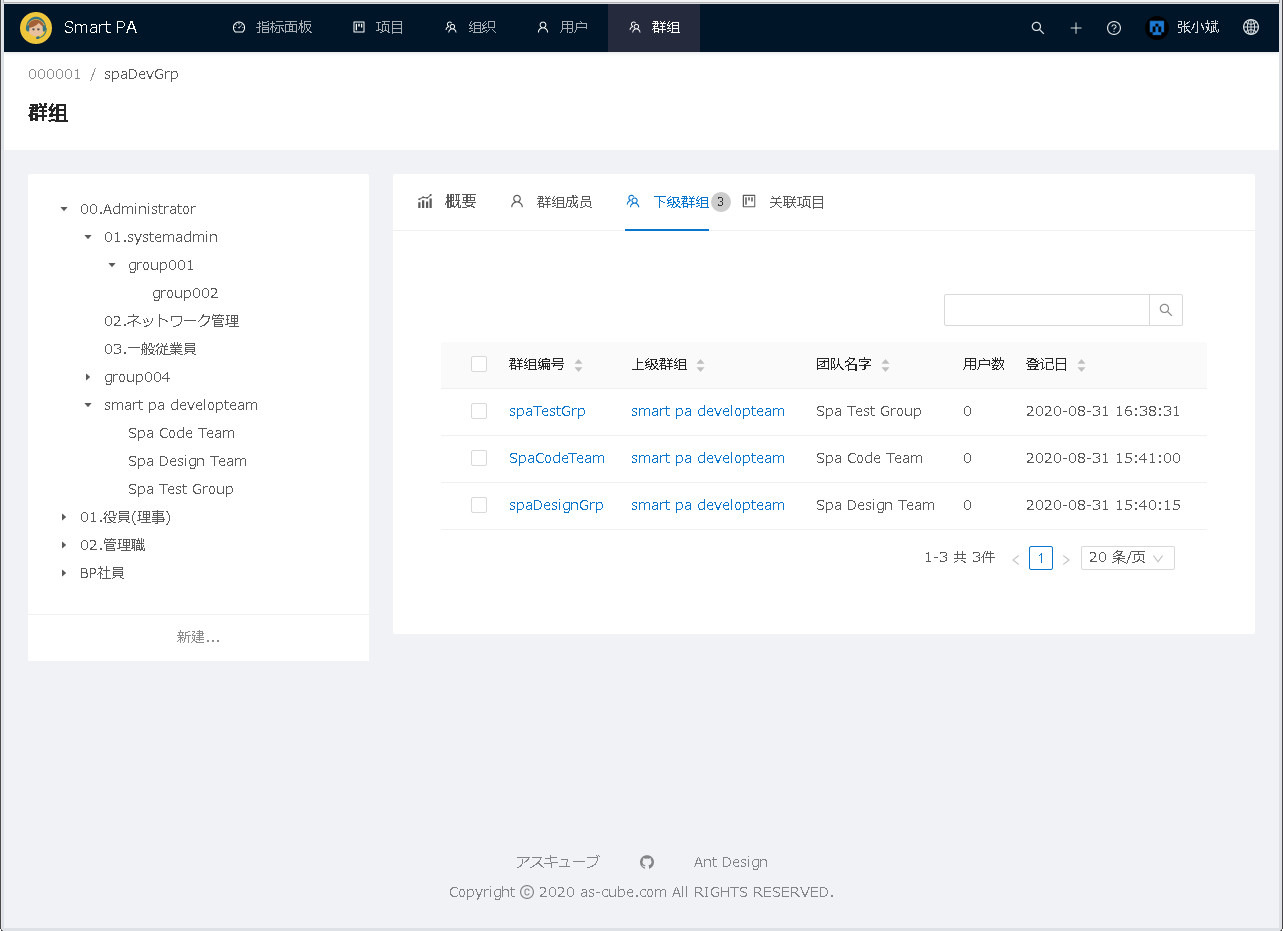 Smart PA 指标面板 项目 组织 用户 群组 张小斌
000001 / spaDevGrp
群组
00.Administrator
01.systemadmin
group001
group002
02.ネットワーク管理
03.一般従業員
group004
smart pa developteam
Spa Code Team
Spa Design Team
Spa Test Group
01.役員(理事)
02.管理職
BP社員
新建...
概要 群组成员 下级群组 3 关联项目
群组编号 上级群组 团队名字 用户数 登记日
spaTestGrp smart pa developteam Spa Test Group 0 2020-08-31 16:38:31
SpaCodeTeam smart pa developteam Spa Code Team 0 2020-08-31 15:41:00
spaDesignGrp smart pa developteam Spa Design Team 0 2020-08-31 15:40:15
1-3 共 3件 < 1 > 20 条/页
アスキューブ Ant Design
Copyright © 2020 as-cube.com All RIGHTS RESERVED.